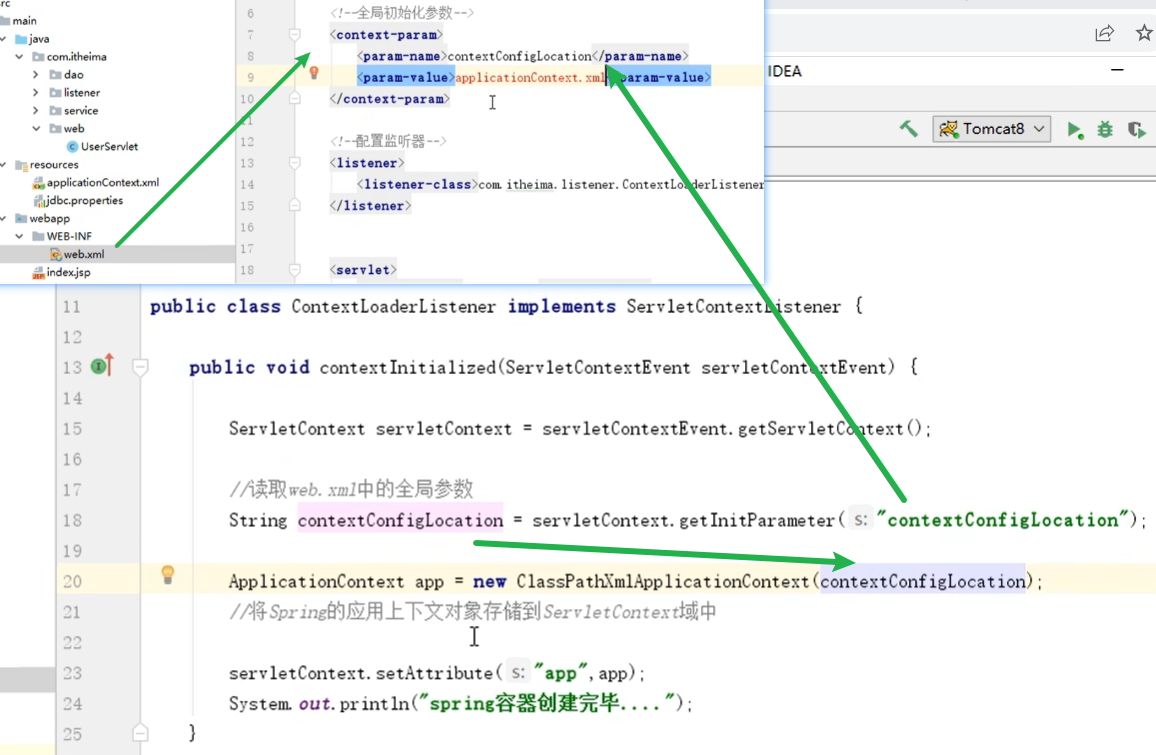 rc
main
java
com.itheima
dao
listener
service
web
UserServlet
resources
applicationContext.xml
jdbc.properties
webapp
WEB-INF
web.xml
index.jsp
6 <!--全局初始化参数-->
7 <context-param>
8 <param-name>contextConfigLocation</param-name>
9 <param-value>applicationContext.xml</param-value>
10 </context-param>
11
12 <!--配置监听器-->
13 <listener>
14 <listener-class>com.itheima.listener.ContextLoaderListener
15 </listener>
16
17
18 <servlet>
IDEA
Tomcat8
11 public class ContextLoaderListener implements ServletContextListener {
12
13 public void contextInitialized(ServletContextEvent servletContextEvent) {
14
15 ServletContext servletContext = servletContextEvent.getServletContext();
16
17 //读取web.xml中的全局参数
18 String contextConfigLocation = servletContext.getInitParameter( s: "contextConfigLocation");
19
20 ApplicationContext app = new ClassPathXmlApplicationContext(contextConfigLocation);
21 //将Spring的应用上下文对象存储到ServletContext域中
22
23 servletContext.setAttribute( s: "app",app);
24 System.out.println("spring容器创建完毕....");
25 }